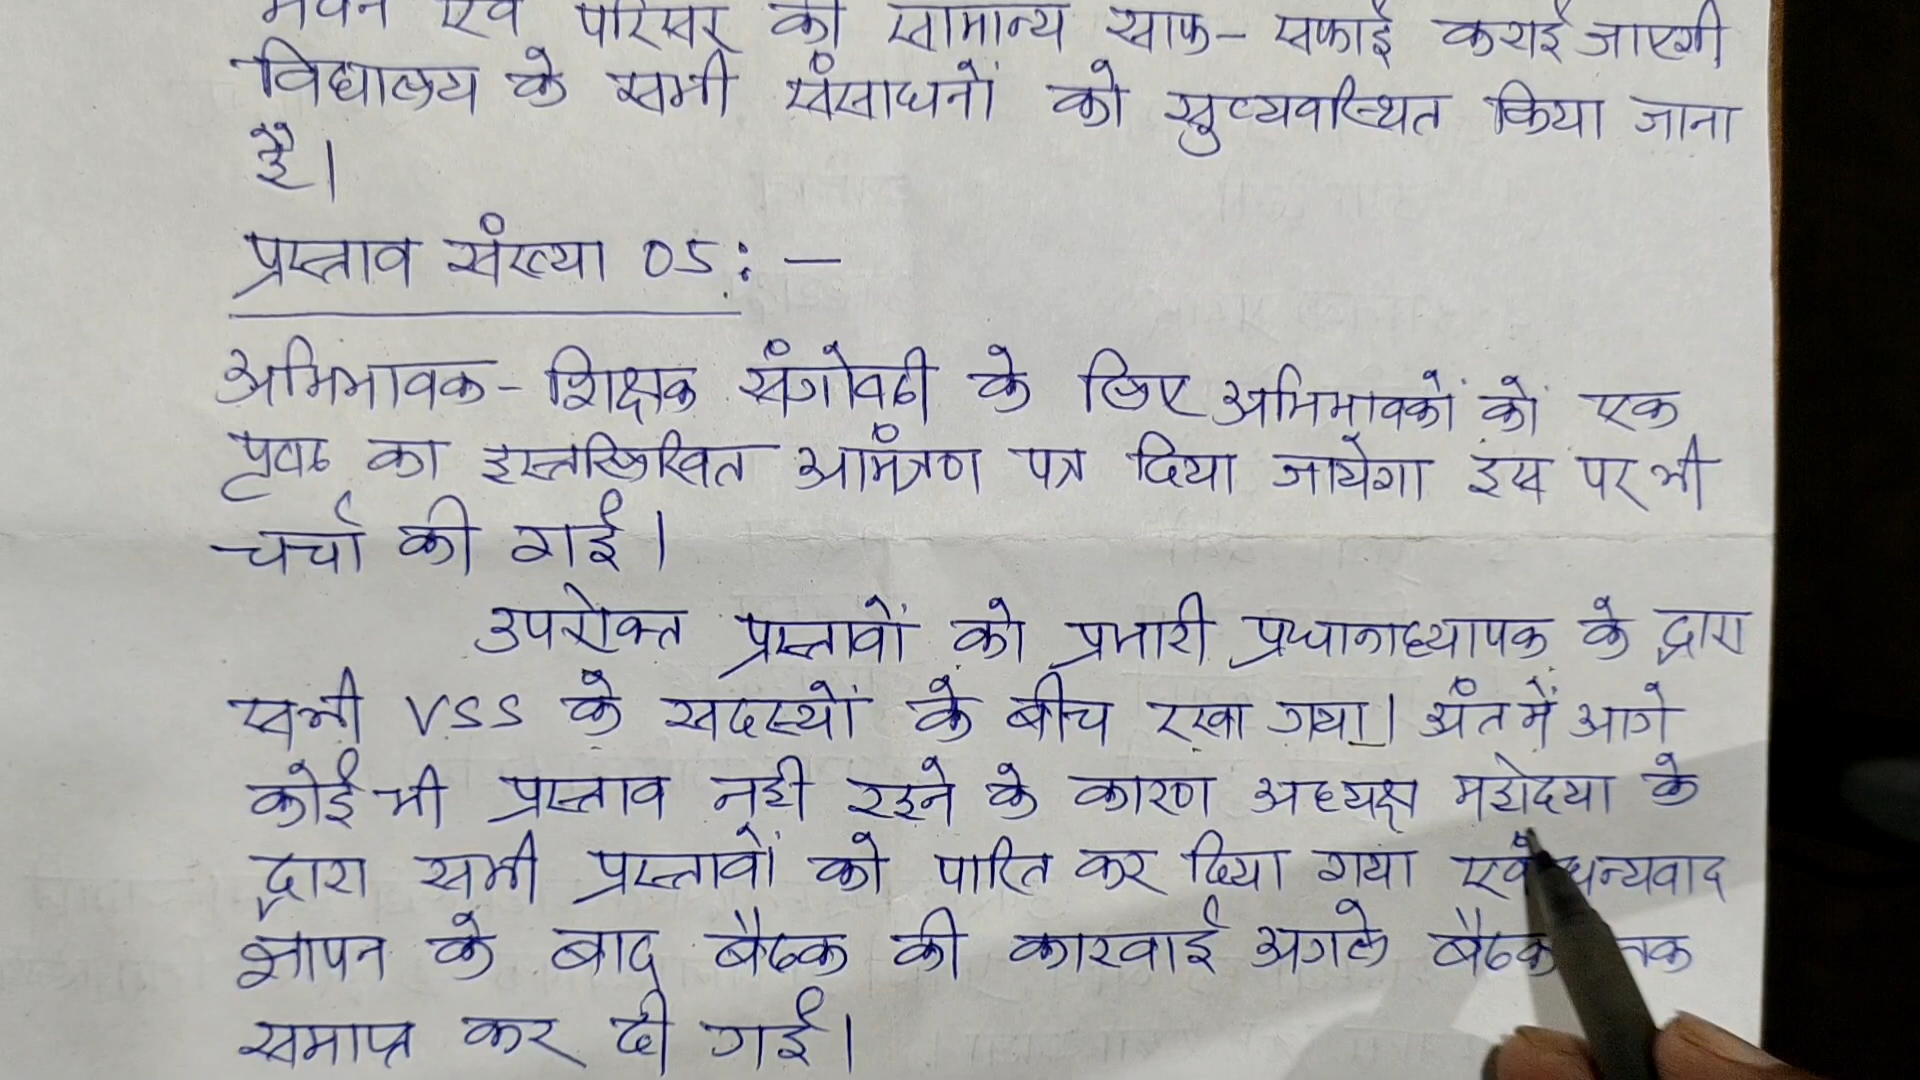 भवन एवं परिसर की सामान्य साफ- सफाई कराई जाएगी
विद्यालय के सभी संसाधनों को सुव्यवस्थित किया जाना
है।
प्रस्ताव संख्या 05:-
अभिभावक-शिक्षक संगोष्ठी के लिए अभिभावकों को एक
पृष्ठ का हस्तलिखित आमंत्रण पत्र दिया जायेगा इस पर भी
चर्चा की गई।
उपरोक्त प्रस्तावों को प्रभारी प्रधानाध्यापक के द्वारा
सभी VSS के सदस्यों के बीच रखा गया। अंत में आगे
कोई भी प्रस्ताव नही रहने के कारण अध्यक्ष महोदया के
द्वारा सभी प्रस्तावों को पारित कर दिया गया एवं धन्यवाद
ज्ञापन के बाद बैठक की कारवाई अगले बैठक तक
समाप्त कर दी गई।